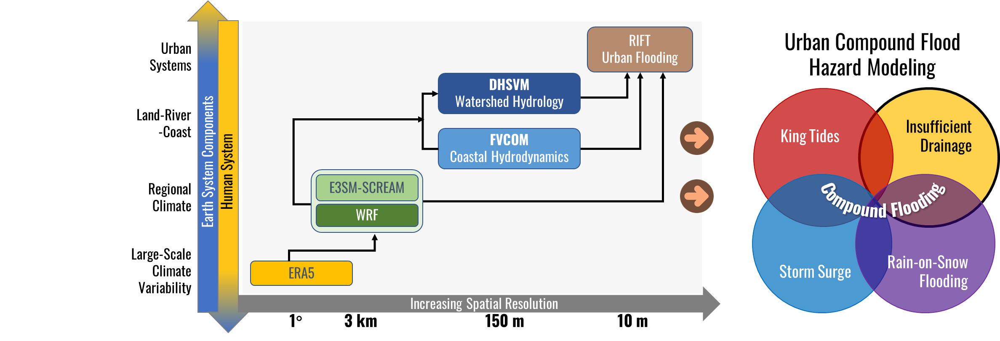 Urban
Systems
Land-River
-Coast
Regional
Climate
Large-Scale
Climate
Variability
Earth System Components
Human System
RIFT
Urban Flooding
DHSVM
Watershed Hydrology
FVCOM
Coastal Hydrodynamics
E3SM-SCREAM
WRF
ERA5
Increasing Spatial Resolution
1°
3 km
150 m
10 m
Urban Compound Flood
Hazard Modeling
King Tides
Insufficient
Drainage
Compound Flooding
Storm Surge
Rain-on-Snow
Flooding